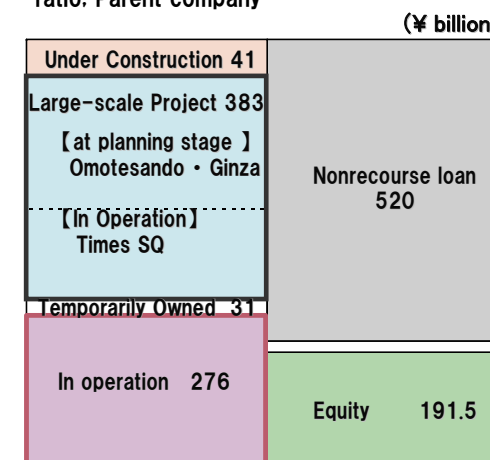 ratio, Parent company
(¥ billion
Under Construction 41
Large-scale Project 383
【at planning stage 】
Omotesando・Ginza
【In Operation】
Times SQ
Temporarily Owned 31
In operation 276
Nonrecourse loan
520
Equity 191.5